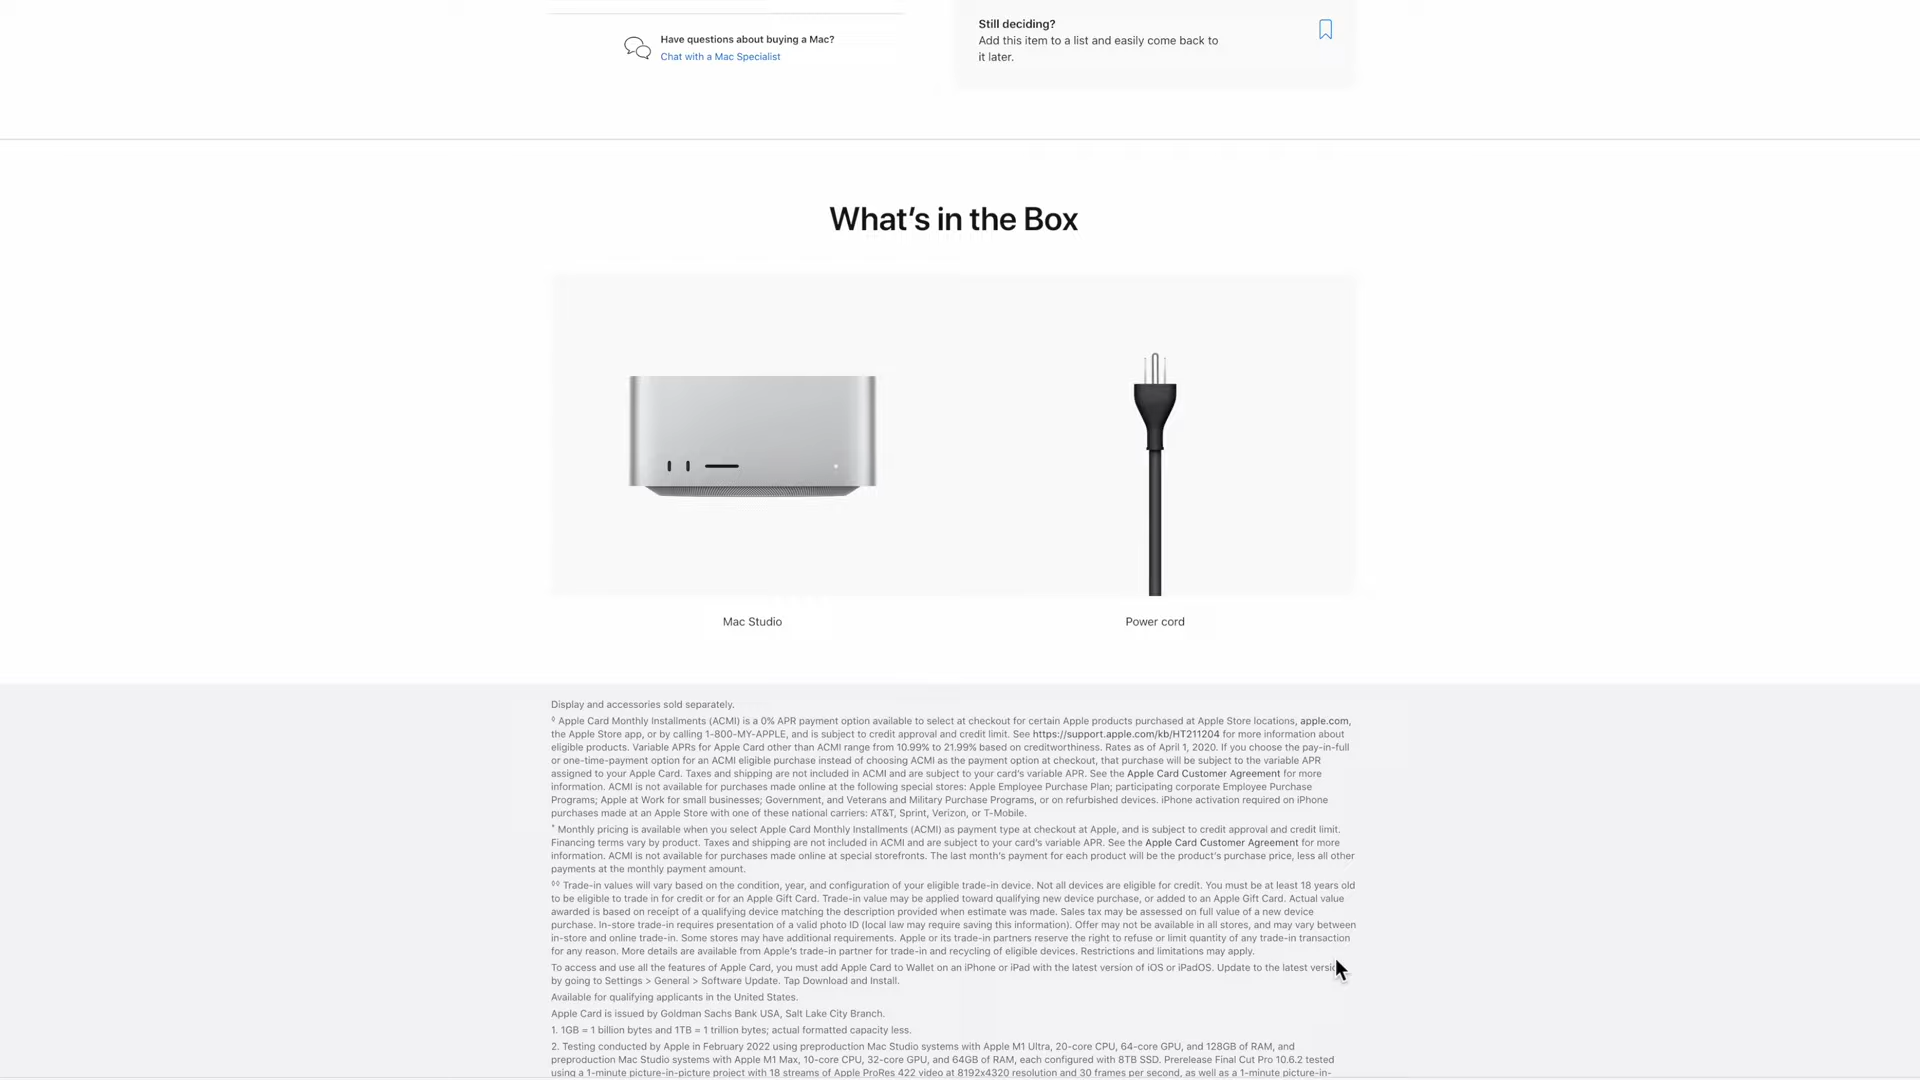 Have questions about buying a Mac?
Chat with a Mac Specialist
Still deciding?
Add this item to a list and easily come back to
it later.
What's in the Box
Mac Studio
Power cord
Display and accessories sold separately.
◊ Apple Card Monthly Installments (ACMI) is a 0% APR payment option available to select at checkout for certain Apple products purchased at Apple Store locations, apple.com,
the Apple Store app, or by calling 1-800-MY-APPLE, and is subject to credit approval and credit limit. See https://support.apple.com/kb/HT211204 for more information about
eligible products. Variable APRs for Apple Card other than ACMI range from 10.99% to 21.99% based on creditworthiness. Rates as of April 1, 2020. If you choose the pay-in-full
or one-time-payment option for an ACMI eligible purchase instead of choosing ACMI as the payment option at checkout, that purchase will be subject to the variable APR
assigned to your Apple Card. Taxes and shipping are not included in ACMI and are subject to your card's variable APR. See the Apple Card Customer Agreement for more
information. ACMI is not available for purchases made online at the following special stores: Apple Employee Purchase Plan; participating corporate Employee Purchase
Programs; Apple at Work for small businesses; Government, and Veterans and Military Purchase Programs, or on refurbished devices. iPhone activation required on iPhone
purchases made at an Apple Store with one of these national carriers: AT&T, Sprint, Verizon, or T-Mobile.
* Monthly pricing is available when you select Apple Card Monthly Installments (ACMI) as payment type at checkout at Apple, and is subject to credit approval and credit limit.
Financing terms vary by product. Taxes and shipping are not included in ACMI and are subject to your card's variable APR. See the Apple Card Customer Agreement for more
information. ACMI is not available for purchases made online at special storefronts. The last month's payment for each product will be the product's purchase price, less all other
payments at the monthly payment amount.
◊◊ Trade-in values will vary based on the condition, year, and configuration of your eligible trade-in device. Not all devices are eligible for credit. You must be at least 18 years old
to be eligible to trade in for credit or for an Apple Gift Card. Trade-in value may be applied toward qualifying new device purchase, or added to an Apple Gift Card. Actual value
awarded is based on receipt of a qualifying device matching the description provided when estimate was made. Sales tax may be assessed on full value of a new device
purchase. In-store trade-in requires presentation of a valid photo ID (local law may require saving this information). Offer may not be available in all stores, and may vary between
in-store and online trade-in. Some stores may have additional requirements. Apple or its trade-in partners reserve the right to refuse or limit quantity of any trade-in transaction
for any reason. More details are available from Apple's trade-in partner for trade-in and recycling of eligible devices. Restrictions and limitations may apply.
To access and use all the features of Apple Card, you must add Apple Card to Wallet on an iPhone or iPad with the latest version of iOS or iPadOS. Update to the latest
by going to Settings > General > Software Update. Tap Download and Install.
Available for qualifying applicants in the United States.
Apple Card is issued by Goldman Sachs Bank USA, Salt Lake City Branch.
1. 1GB = 1 billion bytes and 1TB = 1 trillion bytes; actual formatted capacity less.
2. Testing conducted by Apple in February 2022 using preproduction Mac Studio systems with Apple M1 Ultra, 20-core CPU, 64-core GPU, and 128GB of RAM, and
preproduction Mac Studio systems with Apple M1 Max, 10-core CPU, 32-core GPU, and 64GB of RAM, each configured with 8TB SSD. Prerelease Final Cut Pro 10.6.2 tested
using a 1-minute picture-in-picture project with 18 streams of Apple ProRes 422 video at 8192x4320 resolution and 30 frames per second, as well as a 1-minute picture-in-